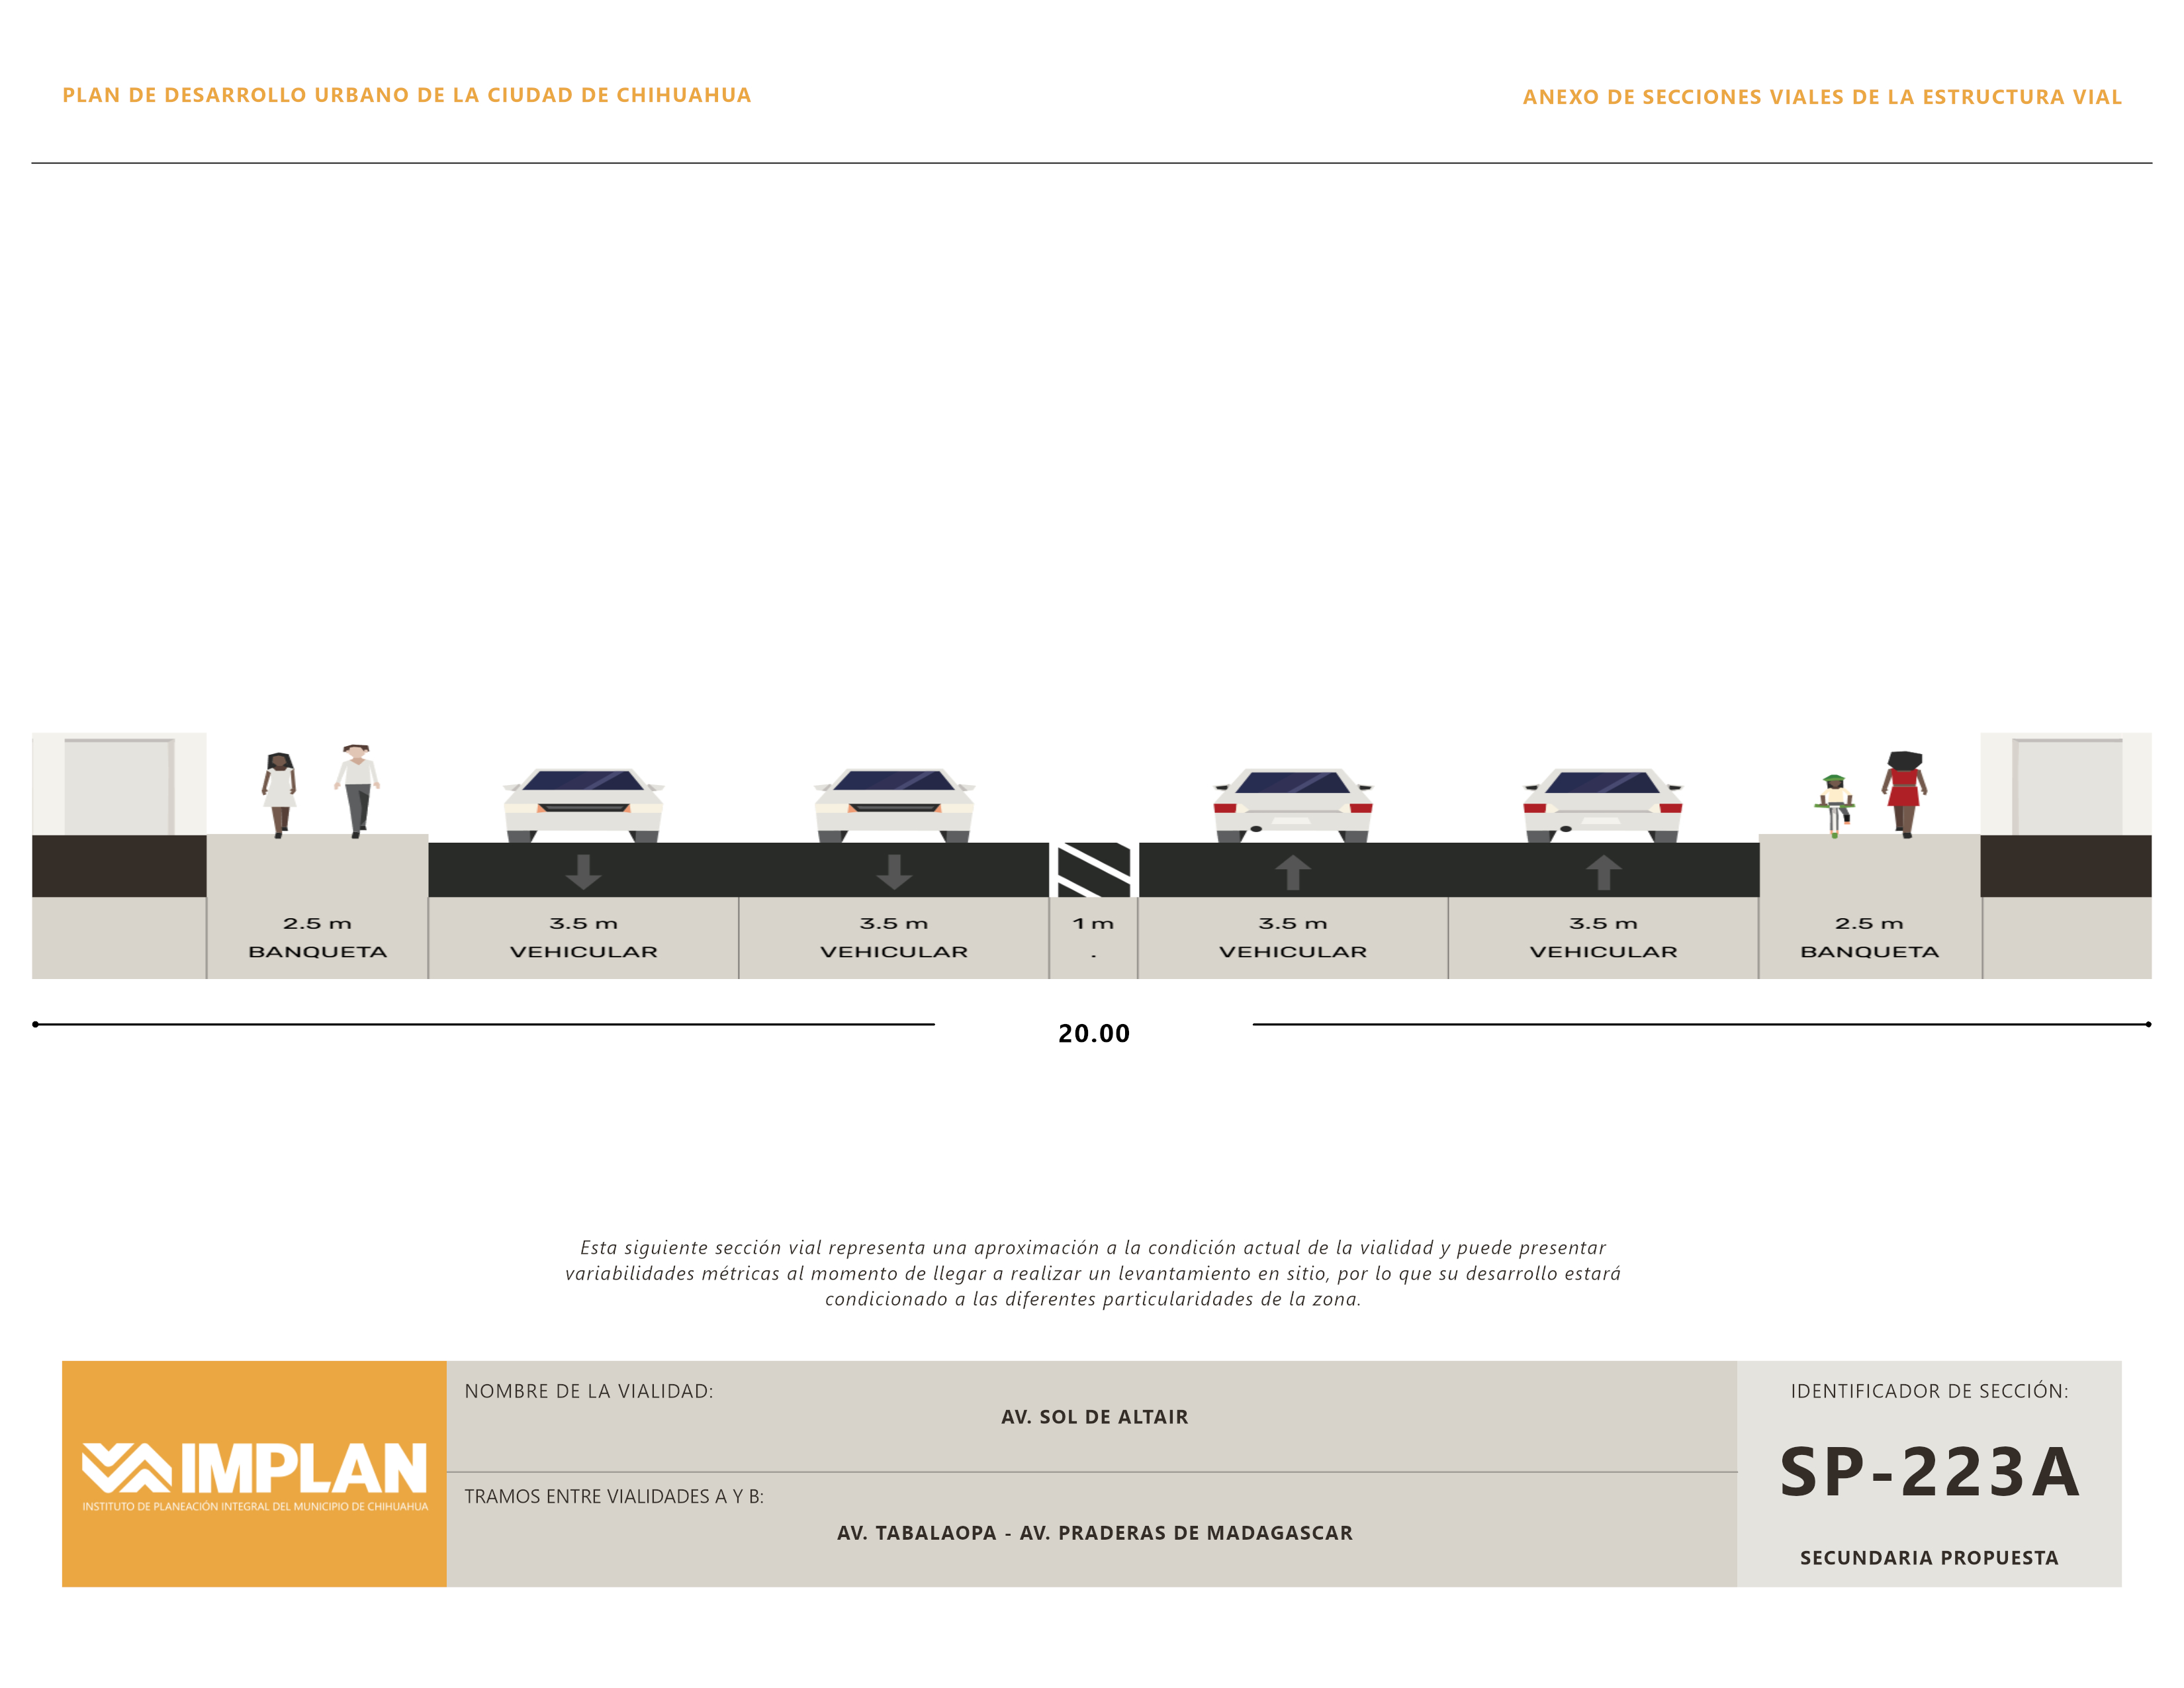 PLAN DE DESARROLLO URBANO DE LA CIUDAD DE CHIHUAHUA
ANEXO DE SECCIONES VIALES DE LA ESTRUCTURA VIAL
2.5 m 3.5 m 3.5 m 1 m 3.5 m 3.5 m 2.5 m
BANQUETA VEHICULAR VEHICULAR . VEHICULAR VEHICULAR BANQUETA
20.00
Esta siguiente sección vial representa una aproximación a la condición actual de la vialidad y puede presentar
variabilidades métricas al momento de llegar a realizar un levantamiento en sitio, por lo que su desarrollo estará
condicionado a las diferentes particularidades de la zona.
IMPLAN
INSTITUTO DE PLANEACIÓN INTEGRAL DEL MUNICIPIO DE CHIHUAHUA
NOMBRE DE LA VIALIDAD:
AV. SOL DE ALTAIR
TRAMOS ENTRE VIALIDADES A Y B:
AV. TABALAOPA - AV. PRADERAS DE MADAGASCAR
IDENTIFICADOR DE SECCIÓN:
SP-223A
SECUNDARIA PROPUESTA